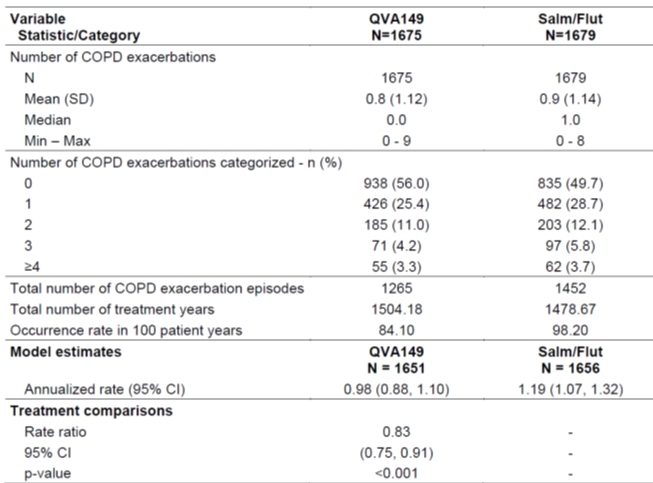 Variable QVA149 Salm/Flut
Statistic/Category N=1675 N=1679
Number of COPD exacerbations
N 1675 1679
Mean (SD) 0.8 (1.12) 0.9 (1.14)
Median 0.0 1.0
Min – Max 0 - 9 0 - 8
Number of COPD exacerbations categorized - n (%)
0 938 (56.0) 835 (49.7)
1 426 (25.4) 482 (28.7)
2 185 (11.0) 203 (12.1)
3 71 (4.2) 97 (5.8)
≥4 55 (3.3) 62 (3.7)
Total number of COPD exacerbation episodes 1265 1452
Total number of treatment years 1504.18 1478.67
Occurrence rate in 100 patient years 84.10 98.20
Model estimates QVA149 Salm/Flut
N = 1651 N = 1656
Annualized rate (95% CI) 0.98 (0.88, 1.10) 1.19 (1.07, 1.32)
Treatment comparisons
Rate ratio 0.83 -
95% CI (0.75, 0.91) -
p-value <0.001 -